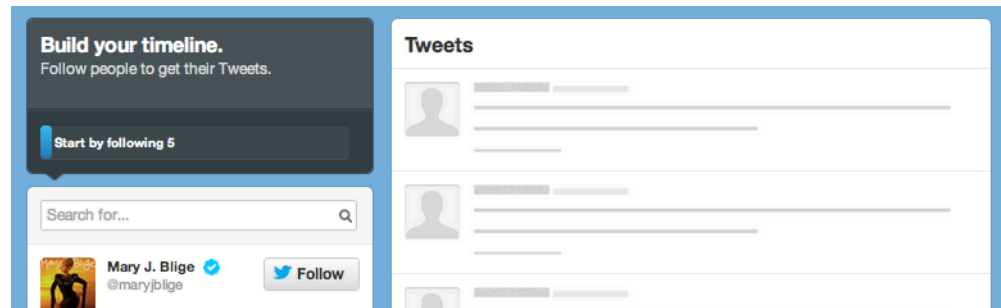 Build your timeline.
Follow people to get their Tweets.
Start by following 5
Search for...
Mary J. Blige
@maryjblige
Follow
Tweets